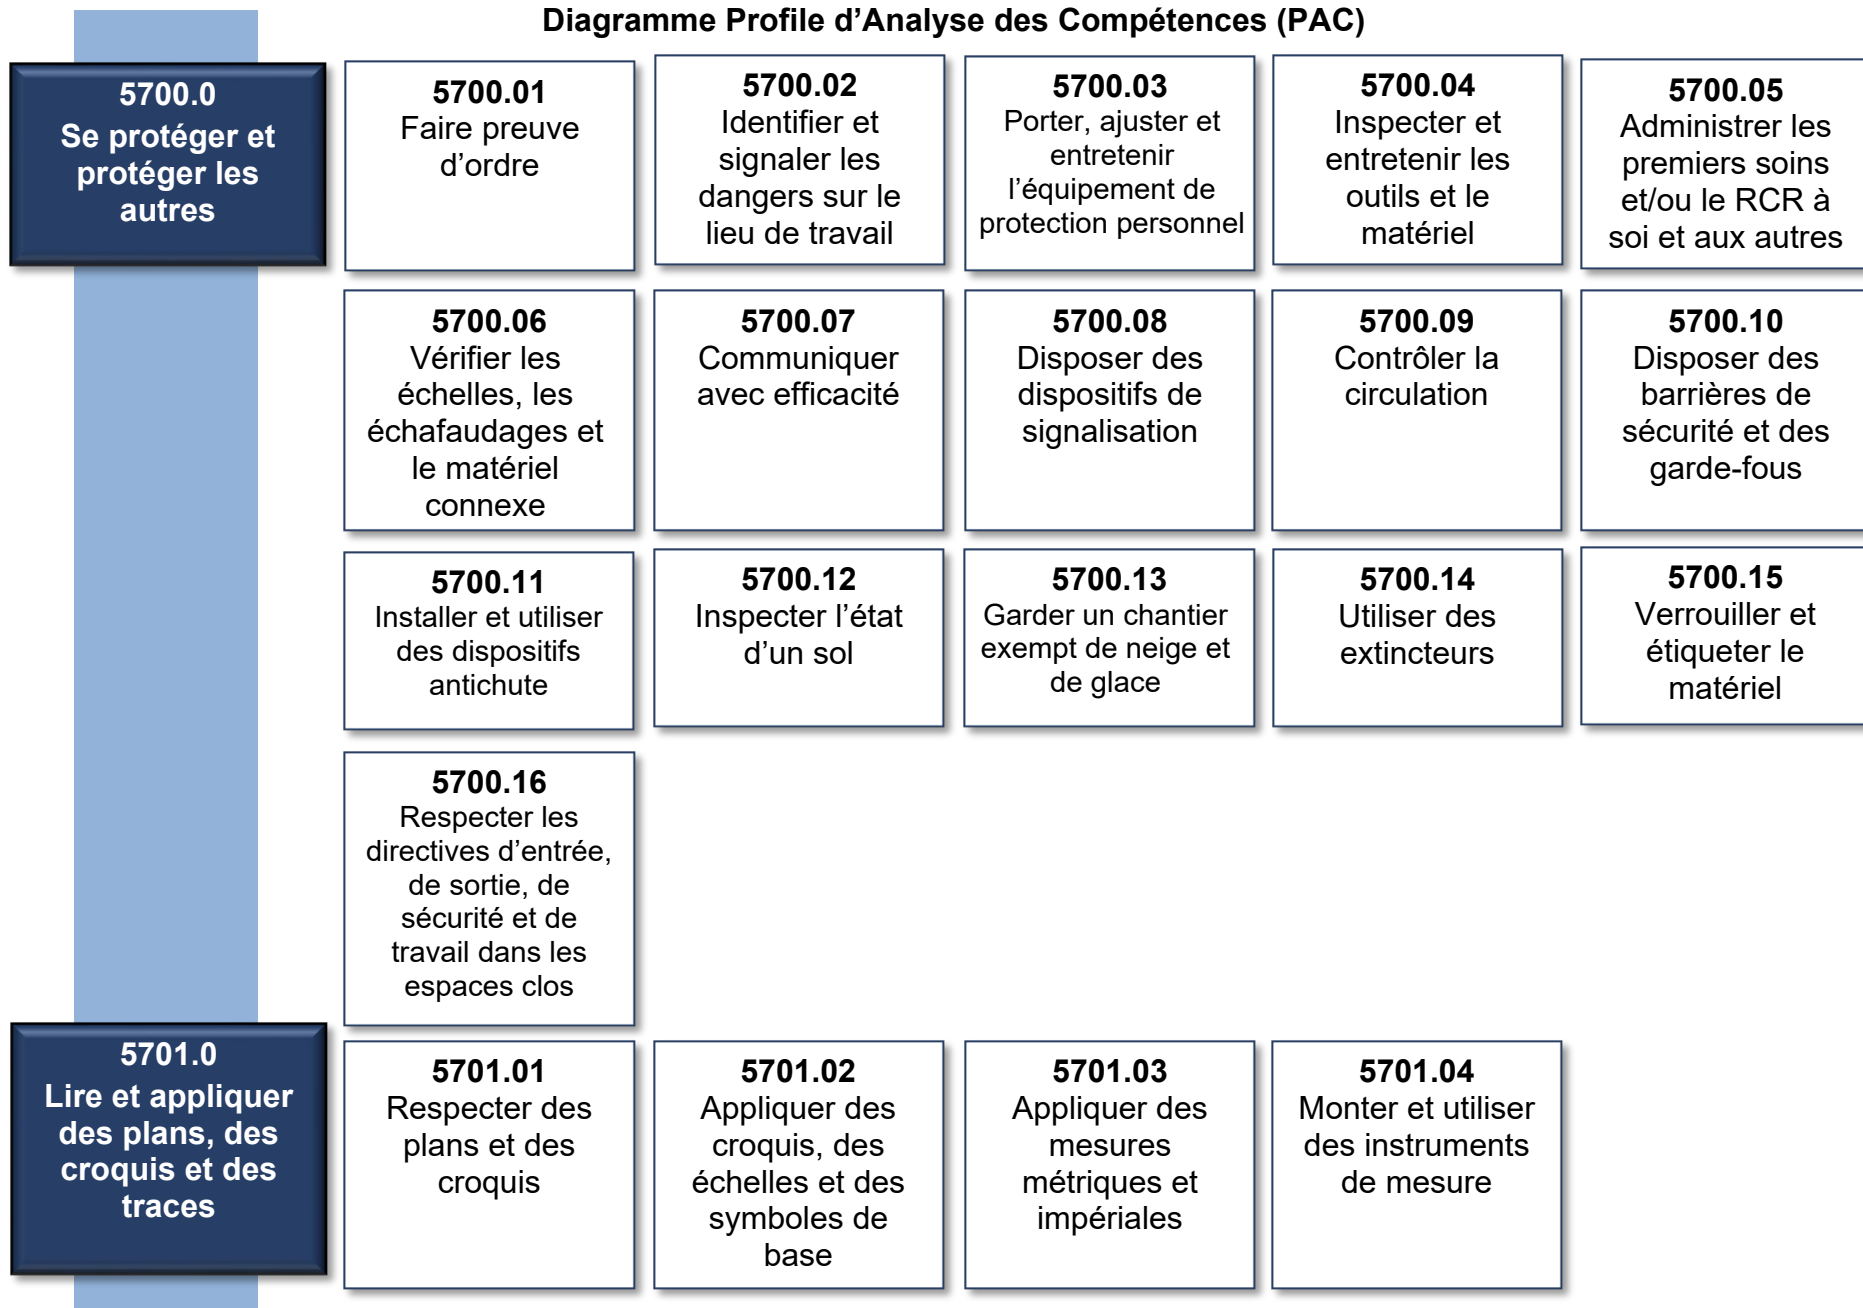 Diagramme Profile d’Analyse des Compétences (PAC)
5700.0
Se protéger et
protéger les
autres
5700.01
Faire preuve
d’ordre
5700.02
Identifier et
signaler les
dangers sur le
lieu de travail
5700.03
Porter, ajuster et
entretenir
l’équipement de
protection personnel
5700.04
Inspecter et
entretenir les
outils et le
matériel
5700.05
Administrer les
premiers soins
et/ou le RCR à
soi et aux autres
5700.06
Vérifier les
échelles, les
échafaudages et
le matériel
connexe
5700.07
Communiquer
avec efficacité
5700.08
Disposer des
dispositifs de
signalisation
5700.09
Contrôler la
circulation
5700.10
Disposer des
barrières de
sécurité et des
garde-fous
5700.11
Installer et utiliser
des dispositifs
antichute
5700.12
Inspecter l’état
d’un sol
5700.13
Garder un chantier
exempt de neige et
de glace
5700.14
Utiliser des
extincteurs
5700.15
Verrouiller et
étiqueter le
matériel
5700.16
Respecter les
directives d’entrée,
de sortie, de
sécurité et de
travail dans les
espaces clos
5701.0
Lire et appliquer
des plans, des
croquis et des
traces
5701.01
Respecter des
plans et des
croquis
5701.02
Appliquer des
croquis, des
échelles et des
symboles de
base
5701.03
Appliquer des
mesures
métriques et
impériales
5701.04
Monter et utiliser
des instruments
de mesure